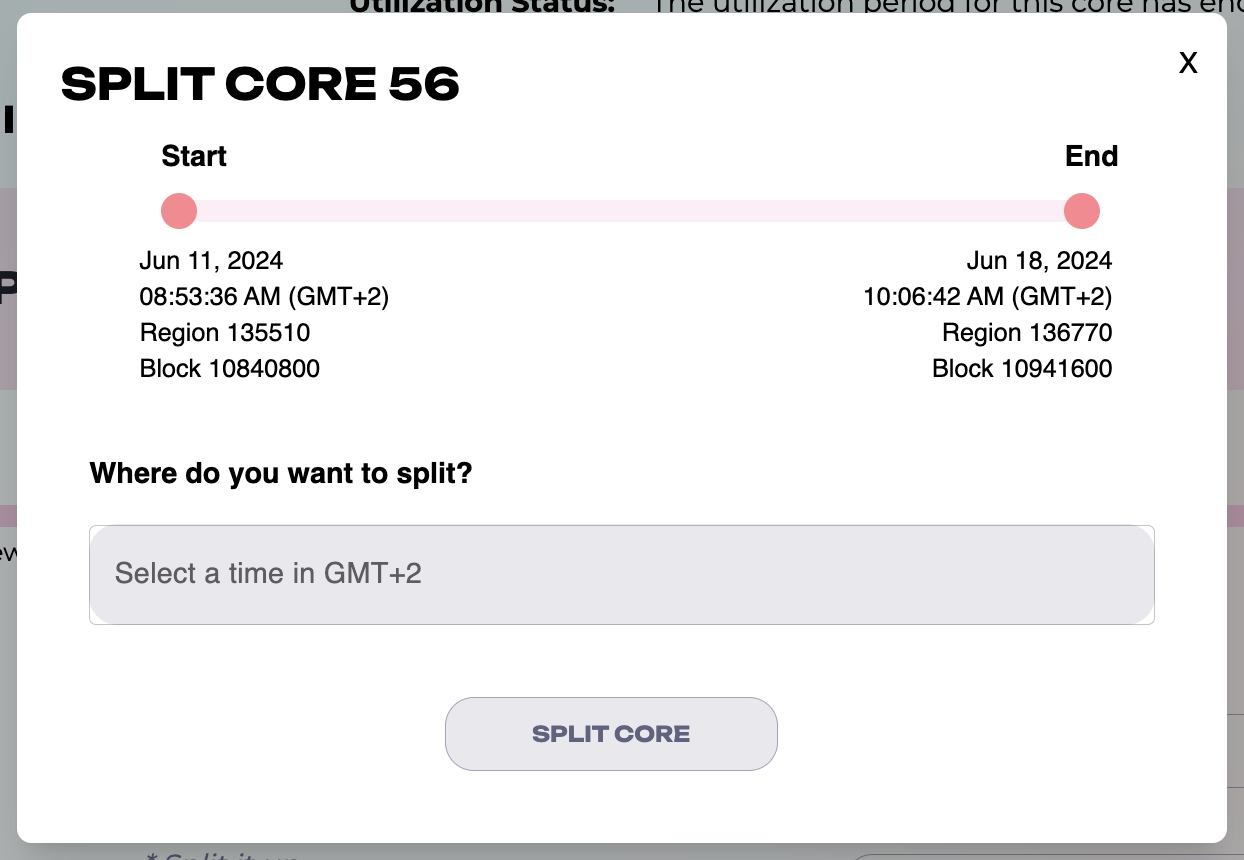 Utilization Status: The utilization period for this core has
SPLIT CORE 56
X
Start
End
Jun 11, 2024
08:53:36 AM (GMT+2)
Region 135510
Block 10840800
Jun 18, 2024
10:06:42 AM (GMT+2)
Region 136770
Block 10941600
Where do you want to split?
Select a time in GMT+2
SPLIT CORE
* Split it up